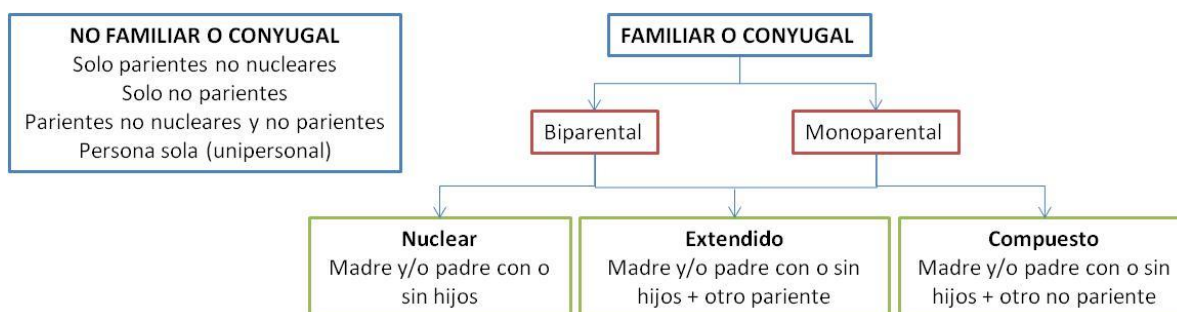 NO FAMILIAR O CONYUGAL
Solo parientes no nucleares
Solo no parientes
Parientes no nucleares y no parientes
Persona sola (unipersonal)
FAMILIAR O CONYUGAL
Biparental
Monoparental
Nuclear
Madre y/o padre con o
sin hijos
Extendido
Madre y/o padre con o sin
hijos + otro pariente
Compuesto
Madre y/o padre con o sin
hijos + otro no pariente